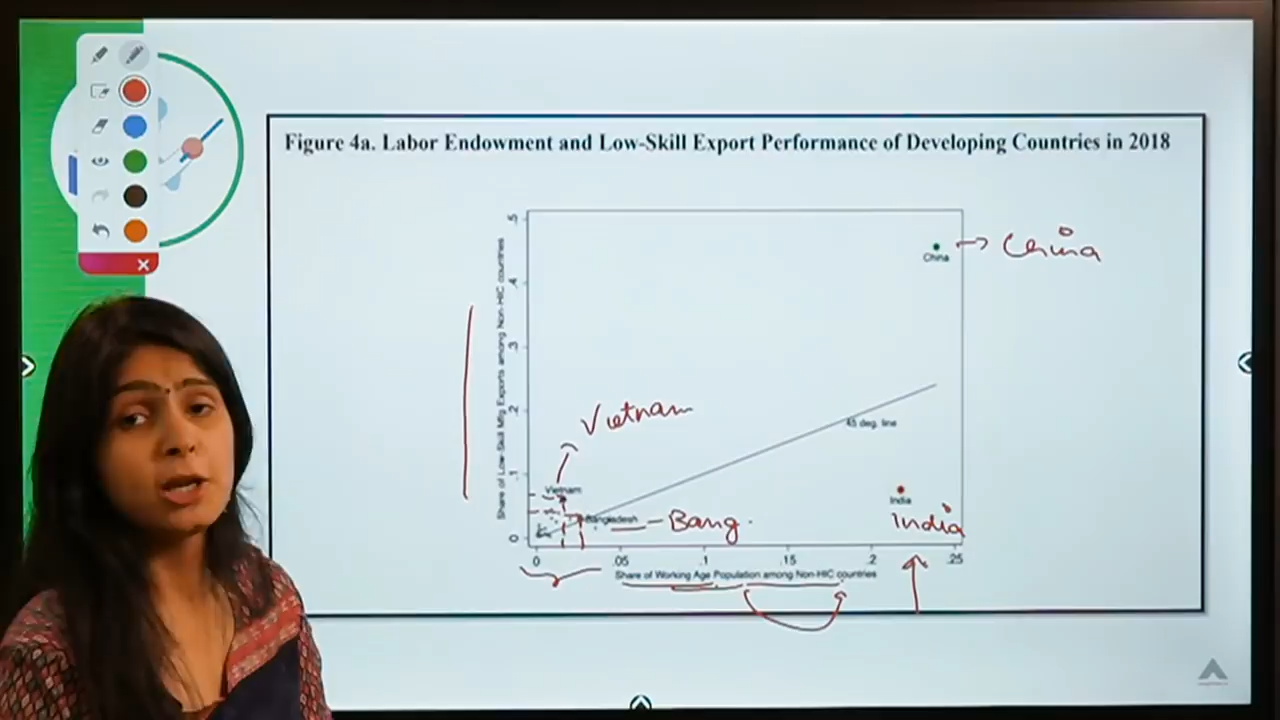 Figure 4a. Labor Endowment and Low-Skill Export Performance of Developing Countries in 2018
Share of Low-Skill Mfg Exports among Non-HIC countries
.5
.4
.3
.2
.1
0
China
China
Vietnam
45 deg. line
Vietnam
India
Bangladesh
Bang.
India
0
.05
.1
.15
.2
.25
Share of Working Age Population among Non-HIC countries